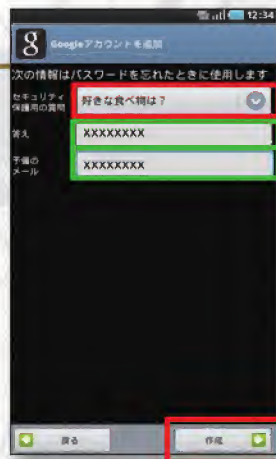 12:34
g Googleアカウントを追加
次の情報はパスワードを忘れたときに使用します
セキュリティ
保護用の質問
好きな食べ物は？
答え
XXXXXXXX
予備の
メール
XXXXXXXX
戻る
作成